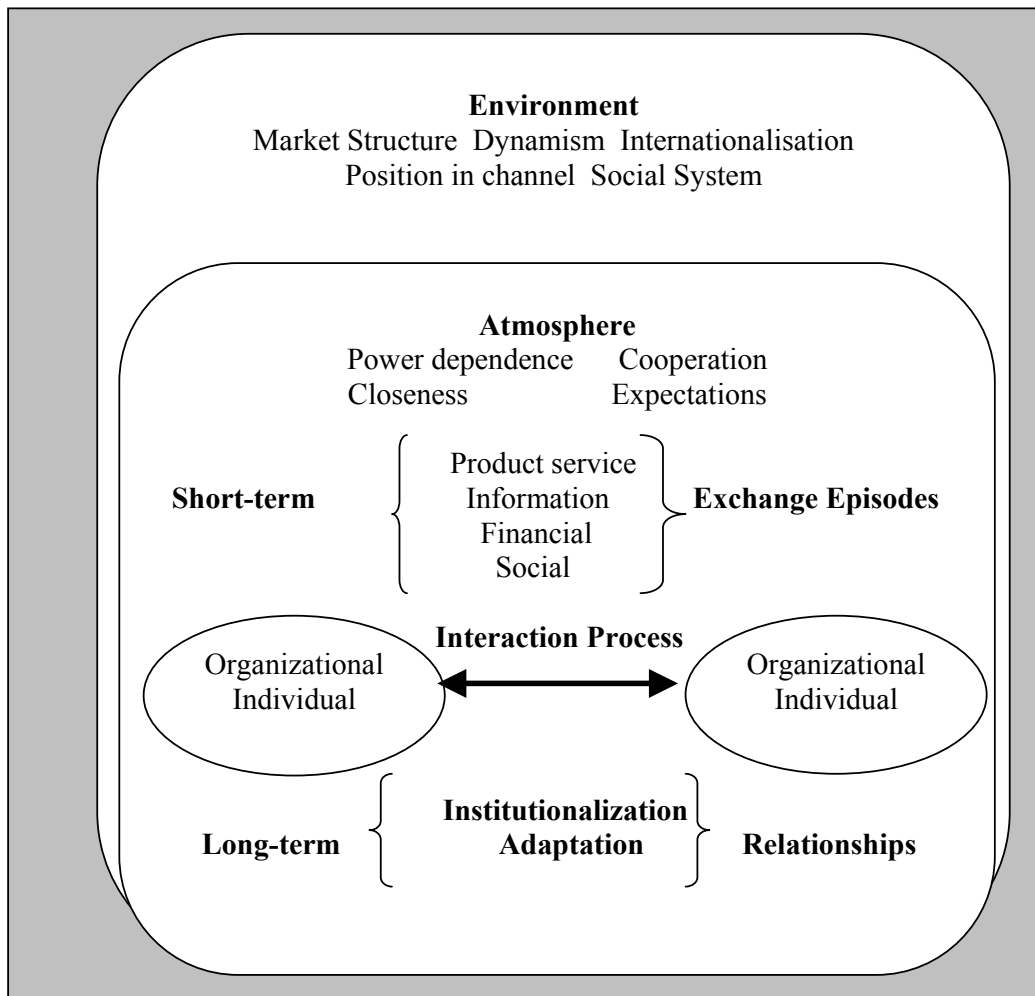 Environment
Market Structure Dynamism Internationalisation
Position in channel Social System
Atmosphere
Power dependence Cooperation
Closeness Expectations
Product service
Short-term Information Exchange Episodes
Financial
Social
Interaction Process
Organizational Organizational
Individual Individual
Institutionalization
Long-term Adaptation Relationships